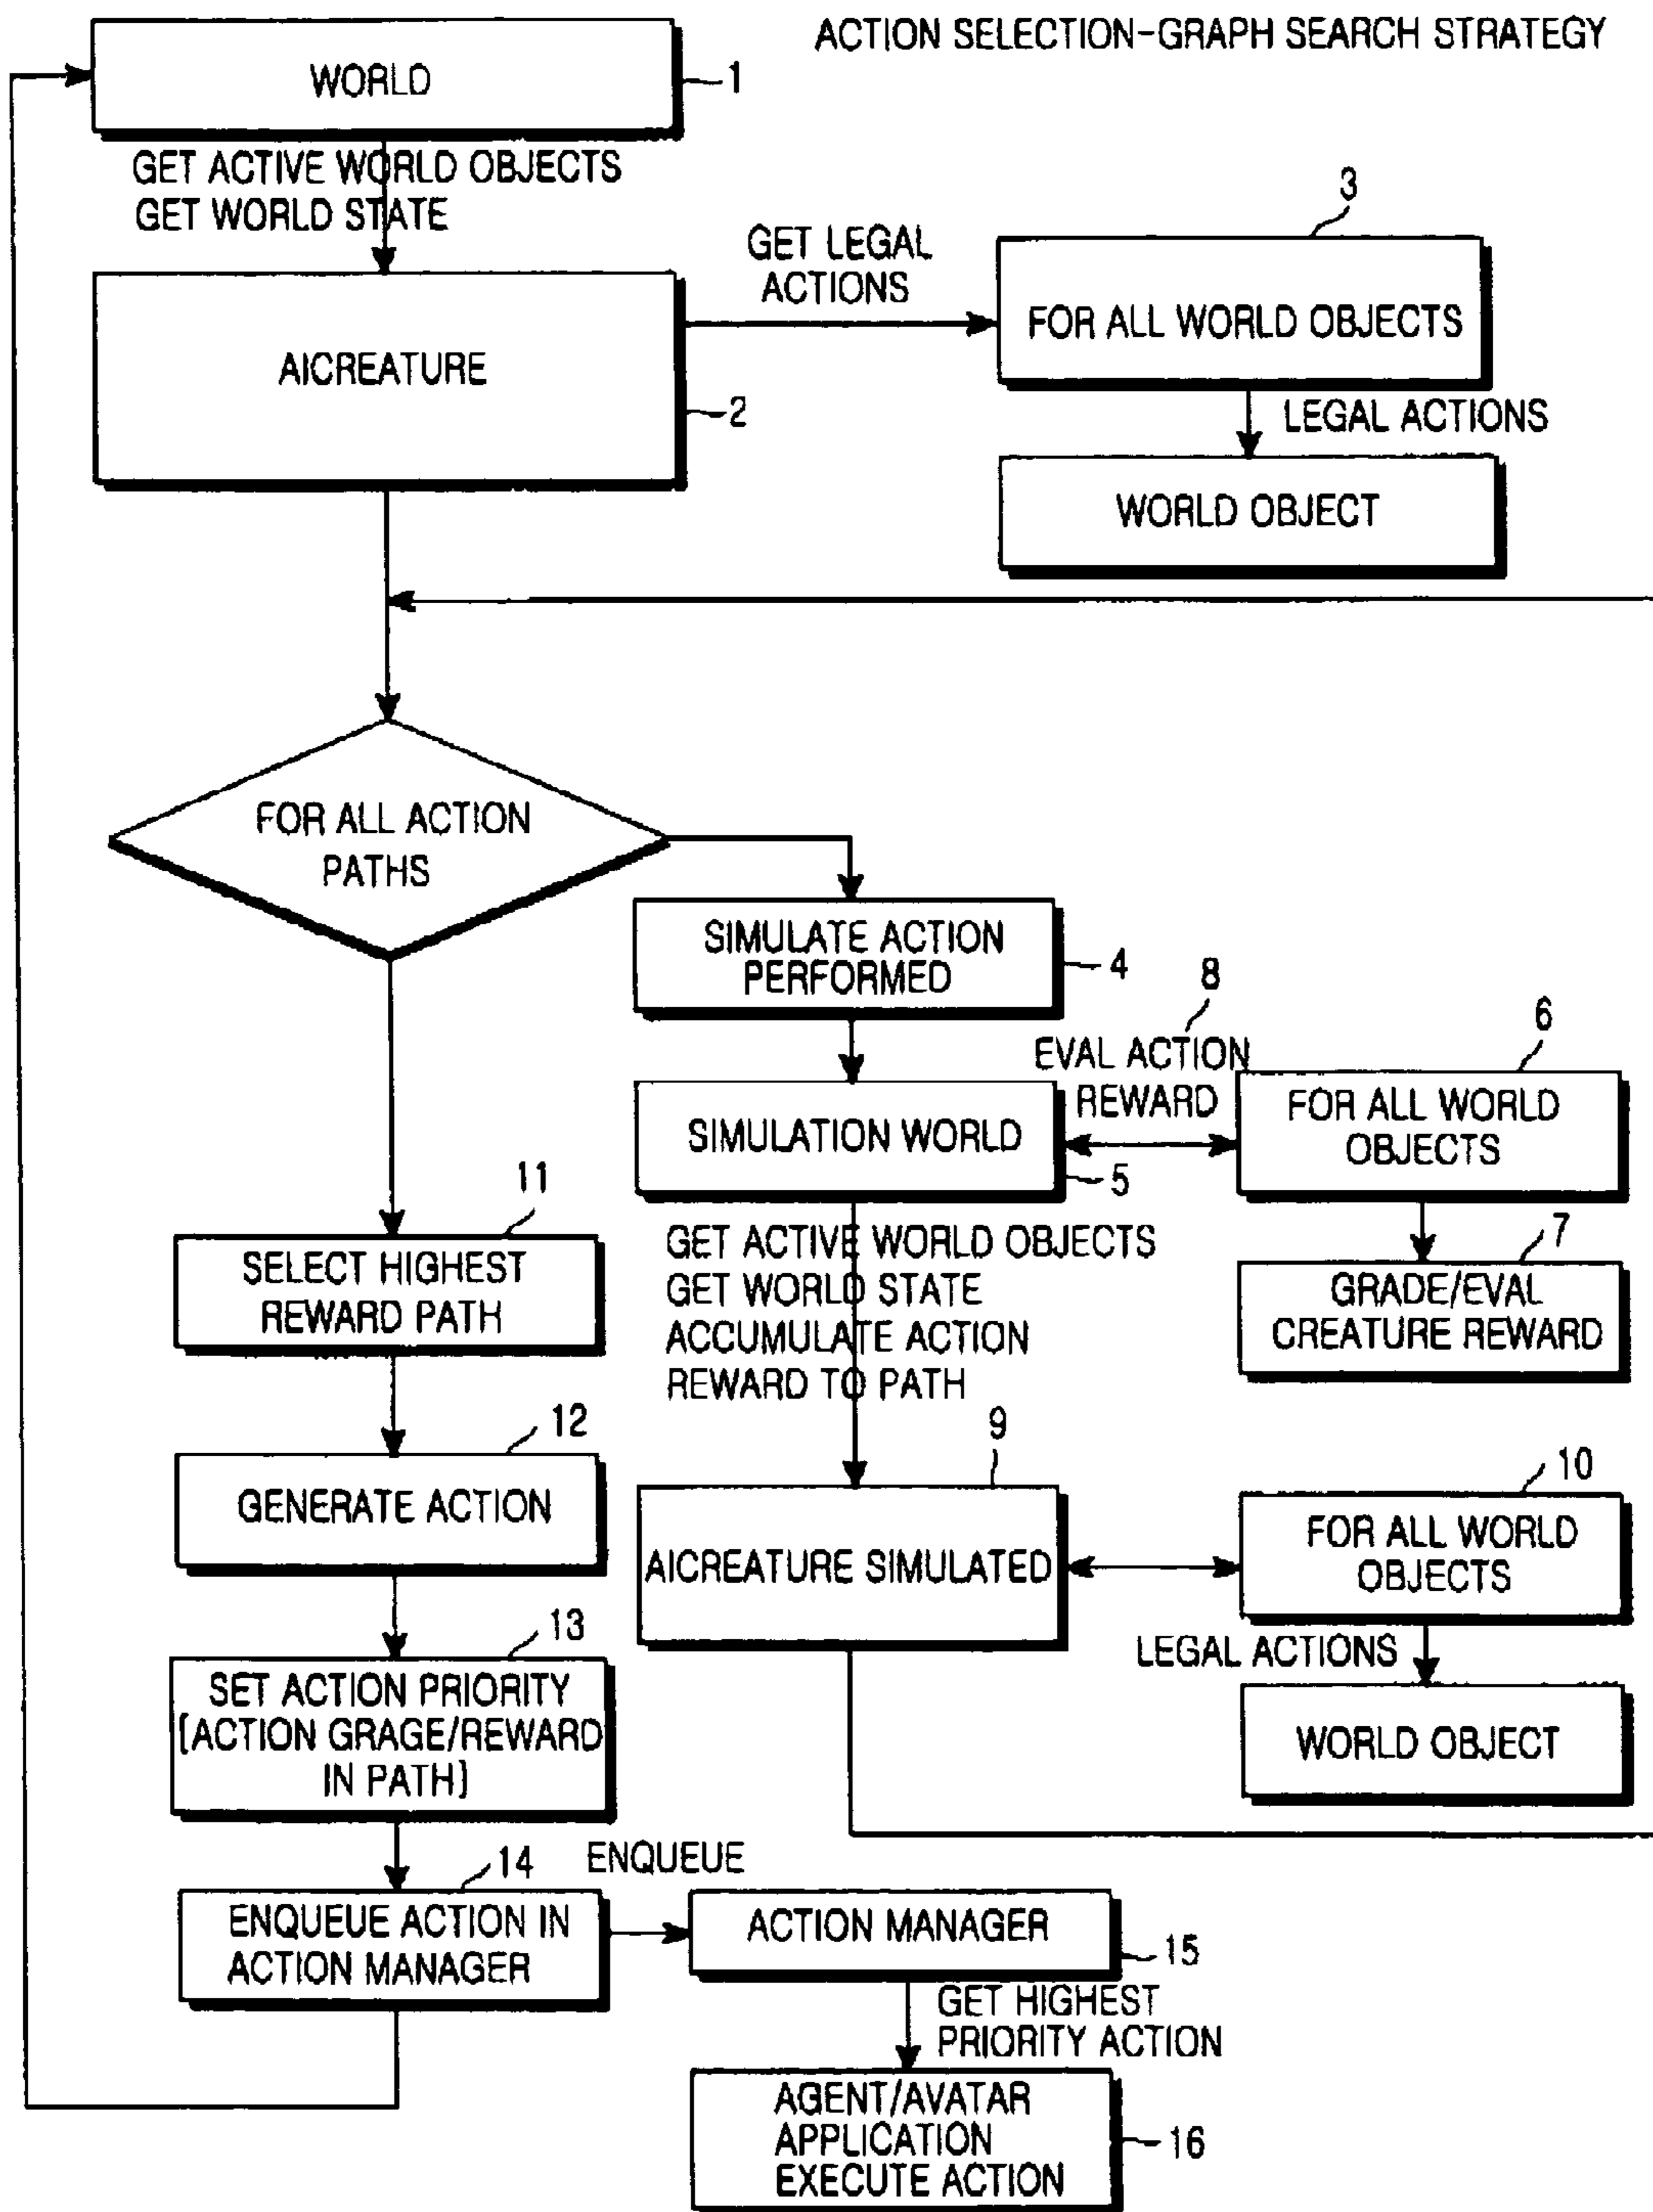 ACTION SELECTION-GRAPH SEARCH STRATEGY
WORLD
1
GET ACTIVE WORLD OBJECTS
GET WORLD STATE
AICREATURE
2
GET LEGAL
ACTIONS
3
FOR ALL WORLD OBJECTS
LEGAL ACTIONS
WORLD OBJECT
FOR ALL ACTION
PATHS
SIMULATE ACTION
PERFORMED
4
SIMULATION WORLD
5
8
EVAL ACTION
REWARD
6
FOR ALL WORLD
OBJECTS
7
GRADE/EVAL
CREATURE REWARD
GET ACTIVE WORLD OBJECTS
GET WORLD STATE
ACCUMULATE ACTION
REWARD TO PATH
9
AICREATURE SIMULATED
10
FOR ALL WORLD
OBJECTS
LEGAL ACTIONS
WORLD OBJECT
11
SELECT HIGHEST
REWARD PATH
12
GENERATE ACTION
13
SET ACTION PRIORITY
[ACTION GRAGE/REWARD
IN PATH]
14
ENQUEUE ACTION IN
ACTION MANAGER
ENQUEUE
ACTION MANAGER
15
GET HIGHEST
PRIORITY ACTION
AGENT/AVATAR
APPLICATION
EXECUTE ACTION
16